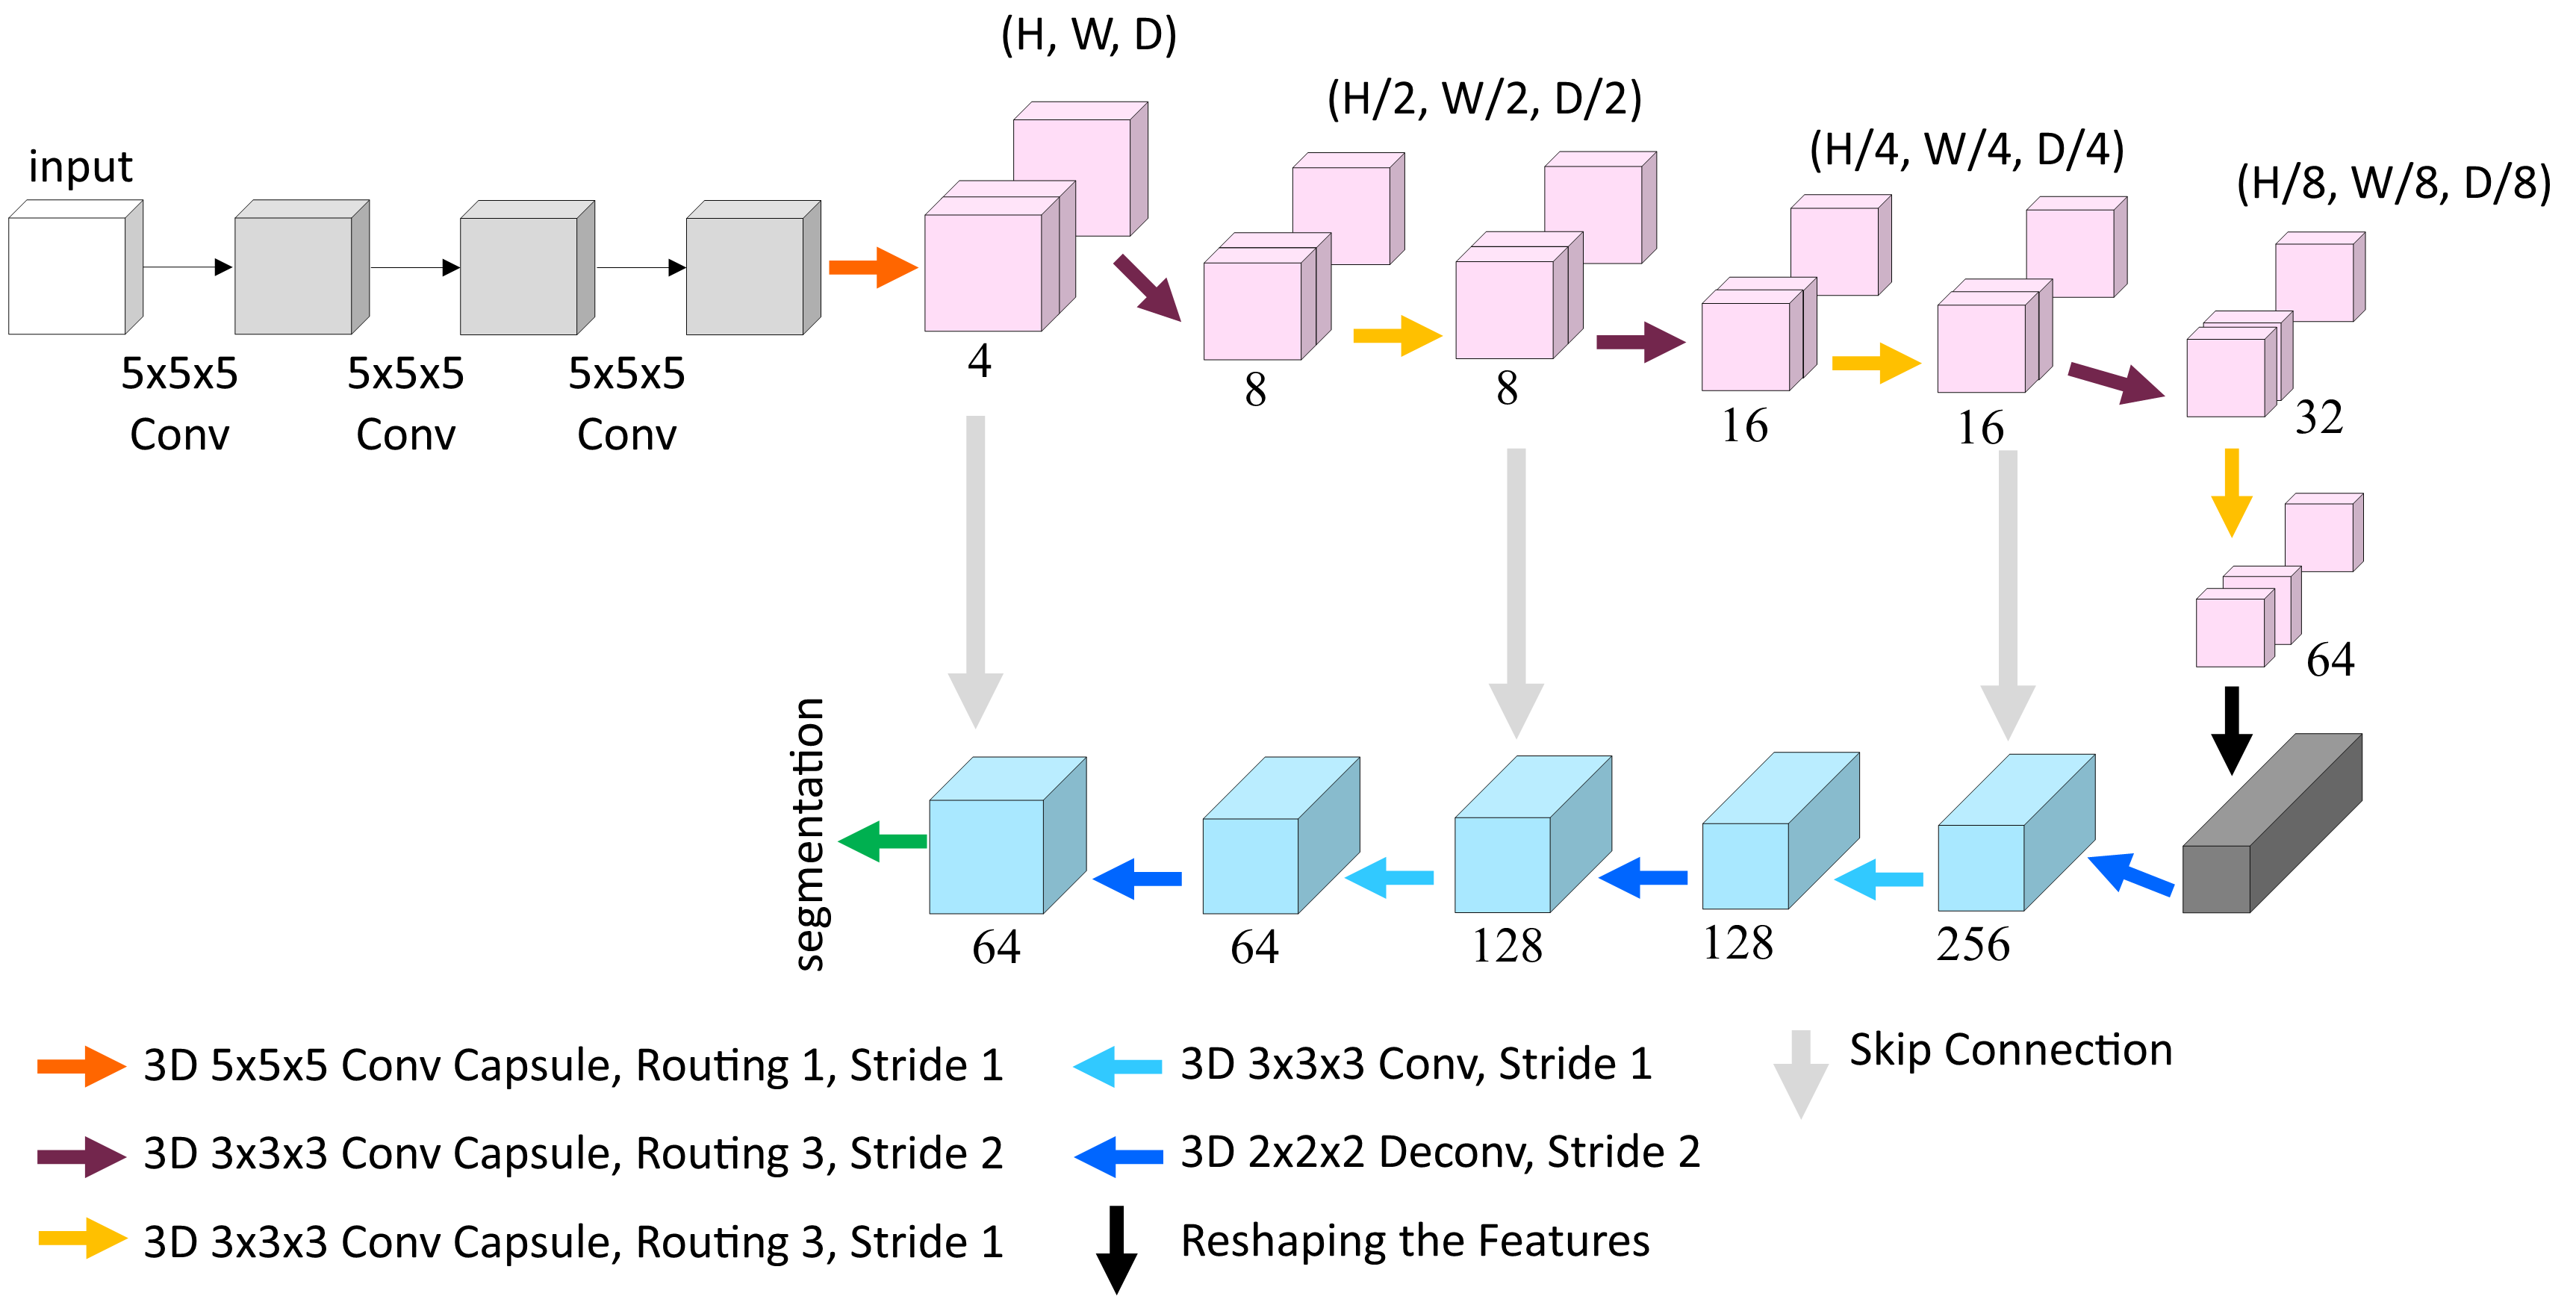 (H, W, D)
(H/2, W/2, D/2)
(H/4, W/4, D/4)
(H/8, W/8, D/8)
input
5x5x5
Conv
5x5x5
Conv
5x5x5
Conv
4
8
8
16
16
32
64
segmentation
64
64
128
128
256
3D 5x5x5 Conv Capsule, Routing 1, Stride 1
3D 3x3x3 Conv Capsule, Routing 3, Stride 2
3D 3x3x3 Conv Capsule, Routing 3, Stride 1
3D 3x3x3 Conv, Stride 1
3D 2x2x2 Deconv, Stride 2
Reshaping the Features
Skip Connection